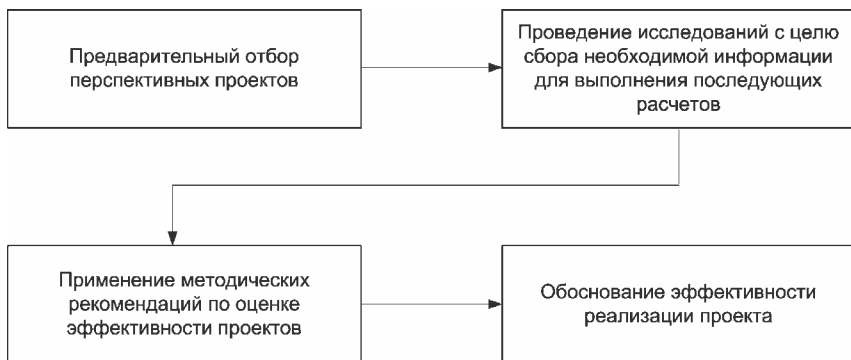 Предварительный отбор
перспективных проектов
Проведение исследований с целю
сбора необходимой информации
для выполнения последующих
расчетов
Применение методических
рекомендаций по оценке
эффективности проектов
Обоснование эффективности
реализации проекта